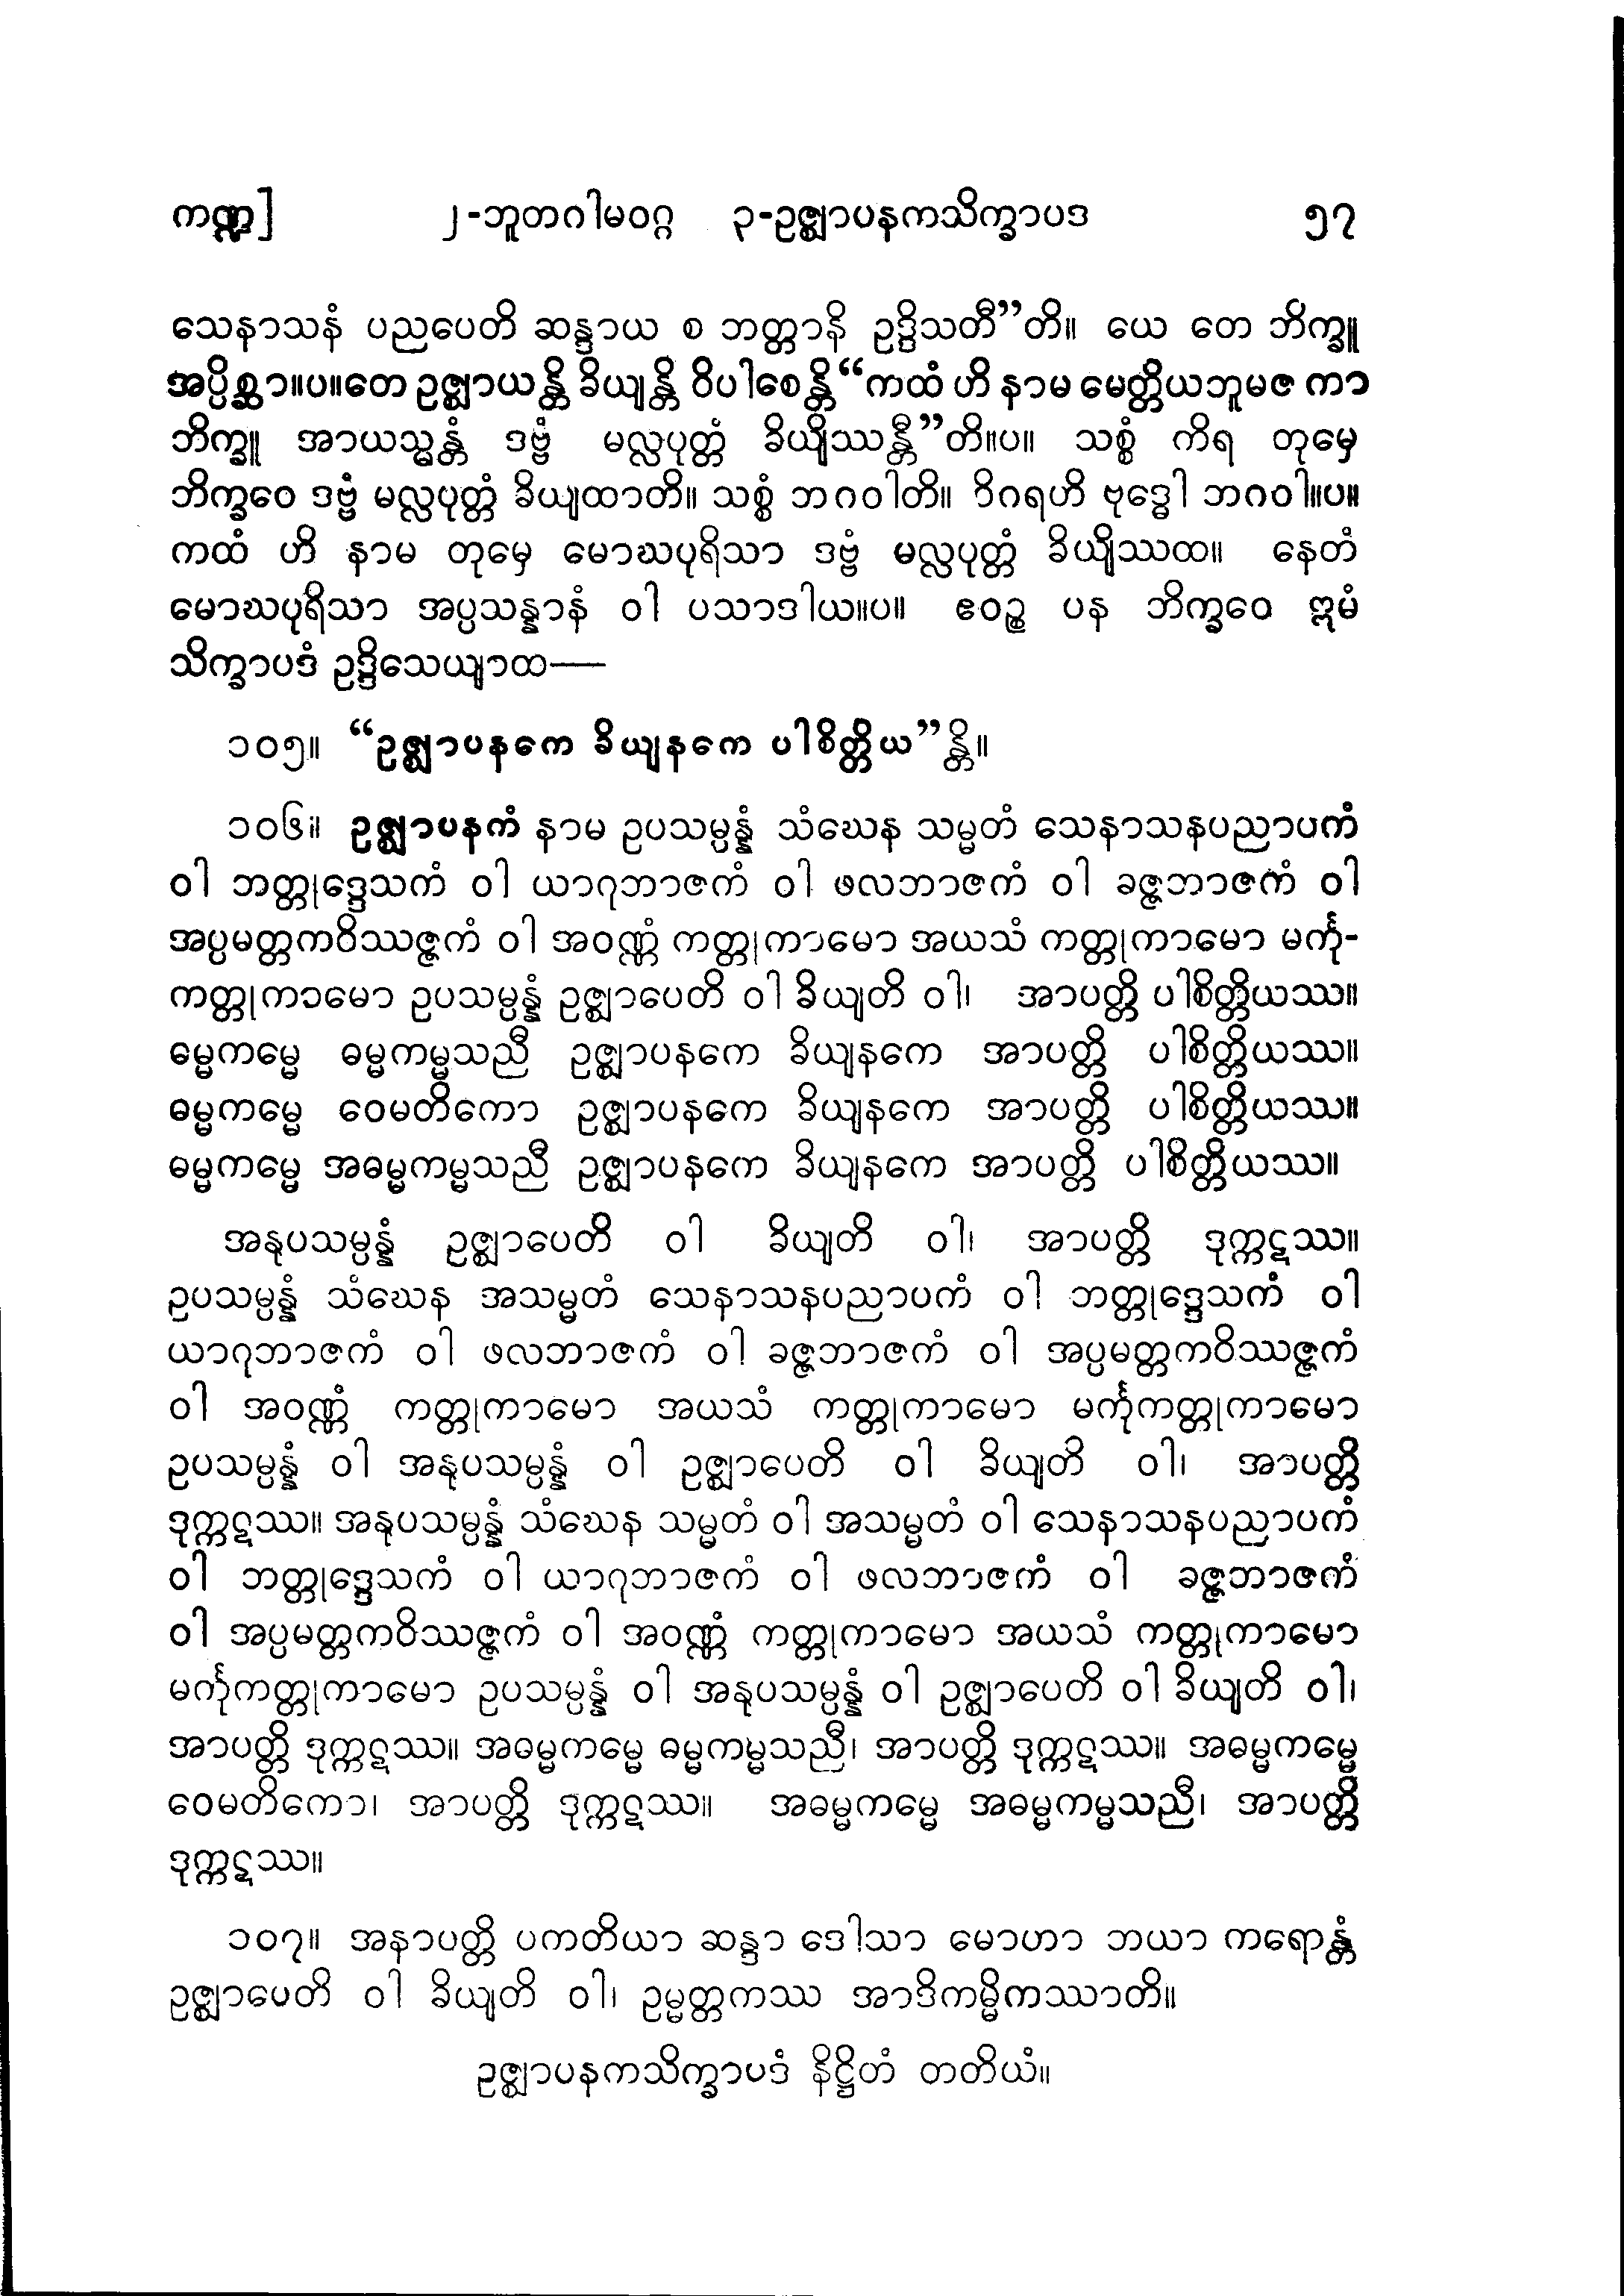 ကဏ္ဍ] ၂-ဘူတဂါမဝဂ္ဂ ၃-ဥဇ္ဈာပနကသိက္ခာပဒ ၅၇
သေနာသနံ ပညပေတိ ဆန္ဒာယ စ ဘတ္တာနိ ဥဒ္ဒိသတီ”တိ။ ယေ တေ ဘိက္ခူ
အပ္ပိစ္ဆာ။ပ။တေ ဥဇ္ဈာယန္တိ ခိယျန္တိ ဝိပါစေန္တိ“ကထံ ဟိ နာမ မေတ္တိယဘူမဇ ကာ
ဘိက္ခူ အာယသ္မန္တံ ဒဗ္ဗံ မလ္လပုတ္တံ ခိယျိဿန္တီ”တိ။ပ။ သစ္စံ ကိရ တုမှေ
ဘိက္ခဝေ ဒဗ္ဗံ မလ္လပုတ္တံ ခိယျထာတိ။ သစ္စံ ဘဂဝါတိ။ ဝိဂရဟိ ဗုဒ္ဓေါ ဘဂဝါ။ပ။
ကထံ ဟိ နာမ တုမှေ မောဃပုရိသာ ဒဗ္ဗံ မလ္လပုတ္တံ ခိယျိဿထ။ နေတံ
မောဃပုရိသာ အပ္ပသန္နာနံ ဝါ ပသာဒါယ။ပ။ ဧဝဉ္စ ပန ဘိက္ခဝေ ဣမံ
သိက္ခာပဒံ ဥဒ္ဒိသေယျာထ—
၁၀၅။ “ဥဇ္ဈာပနကေ ခိယျနကေ ပါစိတ္တိယ”န္တိ။
၁၀၆။ ဥဇ္ဈာပနကံ နာမ ဥပသမ္ပန္နံ သံဃေန သမ္မတံ သေနာသနပညာပကံ
ဝါ ဘတ္တုဒ္ဒေသကံ ဝါ ယာဂုဘာဇကံ ဝါ ဖလဘာဇကံ ဝါ ခဇ္ဇဘာဇကံ ဝါ
အပ္ပမတ္တကဝိဿဇ္ဇကံ ဝါ အဝဏ္ဏံ ကတ္တုကာမော အယသံ ကတ္တုကာမော မင်္ကု-
ကတ္တုကာမော ဥပသမ္ပန္နံ ဥဇ္ဈာပေတိ ဝါ ခိယျတိ ဝါ၊ အာပတ္တိ ပါစိတ္တိယဿ။
ဓမ္မကမ္မေ ဓမ္မကမ္မသညီ ဥဇ္ဈာပနကေ ခိယျနကေ အာပတ္တိ ပါစိတ္တိယဿ။
ဓမ္မကမ္မေ ဝေမတိကော ဥဇ္ဈာပနကေ ခိယျနကေ အာပတ္တိ ပါစိတ္တိယဿ။
ဓမ္မကမ္မေ အဓမ္မကမ္မသညီ ဥဇ္ဈာပနကေ ခိယျနကေ အာပတ္တိ ပါစိတ္တိယဿ။
အနုပသမ္ပန္နံ ဥဇ္ဈာပေတိ ဝါ ခိယျတိ ဝါ၊ အာပတ္တိ ဒုက္ကဋဿ။
ဥပသမ္ပန္နံ သံဃေန အသမ္မတံ သေနာသနပညာပကံ ဝါ ဘတ္တုဒ္ဒေသကံ ဝါ
ယာဂုဘာဇကံ ဝါ ဖလဘာဇကံ ဝါ ခဇ္ဇဘာဇကံ ဝါ အပ္ပမတ္တကဝိဿဇ္ဇကံ
ဝါ အဝဏ္ဏံ ကတ္တုကာမော အယသံ ကတ္တုကာမော မင်္ကုကတ္တုကာမော
ဥပသမ္ပန္နံ ဝါ အနုပသမ္ပန္နံ ဝါ ဥဇ္ဈာပေတိ ဝါ ခိယျတိ ဝါ၊ အာပတ္တိ
ဒုက္ကဋဿ။ အနုပသမ္ပန္နံ သံဃေန သမ္မတံ ဝါ အသမ္မတံ ဝါ သေနာသနပညာပကံ
ဝါ ဘတ္တုဒ္ဒေသကံ ဝါ ယာဂုဘာဇကံ ဝါ ဖလဘာဇကံ ဝါ ခဇ္ဇဘာဇကံ
ဝါ အပ္ပမတ္တကဝိဿဇ္ဇကံ ဝါ အဝဏ္ဏံ ကတ္တုကာမော အယသံ ကတ္တုကာမော
မင်္ကုကတ္တုကာမော ဥပသမ္ပန္နံ ဝါ အနုပသမ္ပန္နံ ဝါ ဥဇ္ဈာပေတိ ဝါ ခိယျတိ ဝါ၊
အာပတ္တိ ဒုက္ကဋဿ။ အဓမ္မကမ္မေ ဓမ္မကမ္မသညီ၊ အာပတ္တိ ဒုက္ကဋဿ။ အဓမ္မကမ္မေ
ဝေမတိကော၊ အာပတ္တိ ဒုက္ကဋဿ။ အဓမ္မကမ္မေ အဓမ္မကမ္မသညီ၊ အာပတ္တိ
ဒုက္ကဋဿ။
၁၀၇။ အနာပတ္တိ ပကတိယာ ဆန္ဒာ ဒေါသာ မောဟာ ဘယာ ကရောန္တံ
ဥဇ္ဈာပေတိ ဝါ ခိယျတိ ဝါ၊ ဥမ္မတ္တကဿ အာဒိကမ္မိကဿာတိ။
ဥဇ္ဈာပနကသိက္ခာပဒံ နိဋ္ဌိတံ တတိယံ။